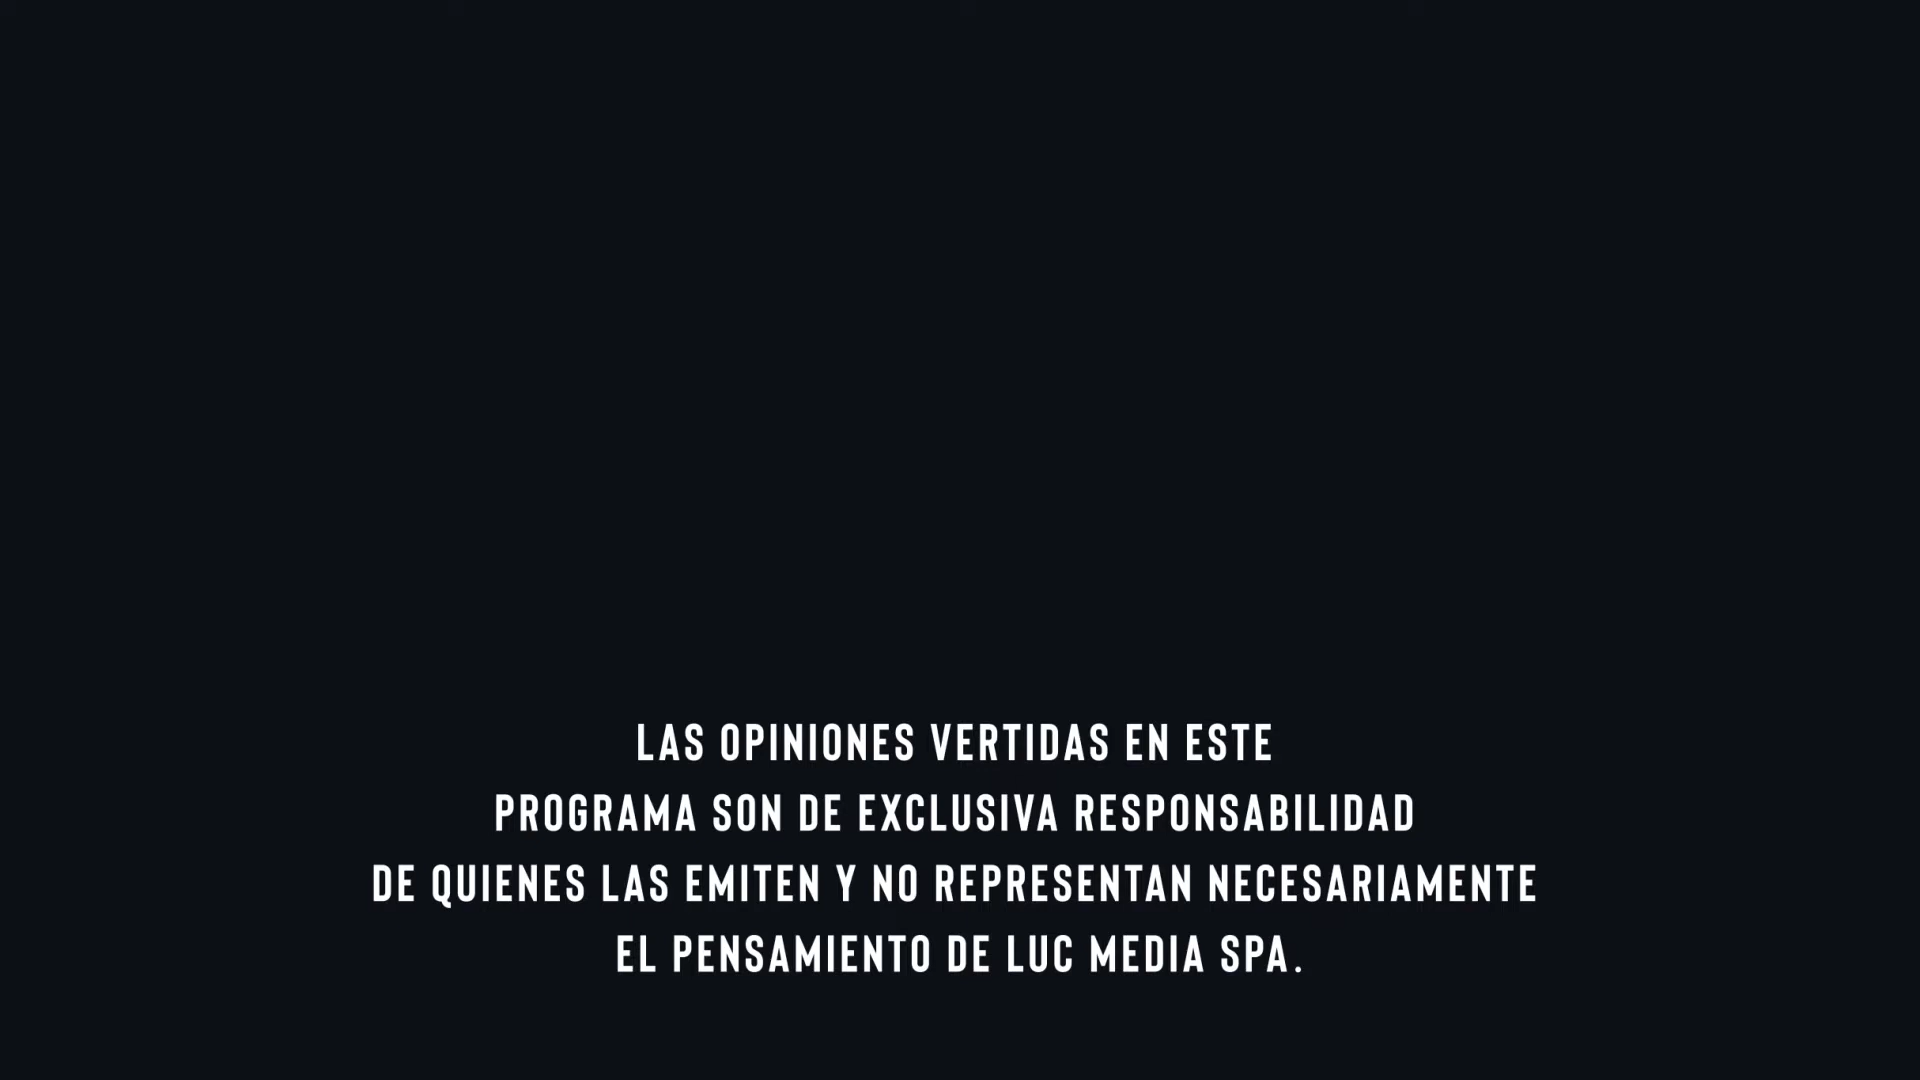 LAS OPINIONES VERTIDAS EN ESTE
PROGRAMA SON DE EXCLUSIVA RESPONSABILIDAD
DE QUIENES LAS EMITEN Y NO REPRESENTAN NECESARIAMENTE
EL PENSAMIENTO DE LUC MEDIA SPA.